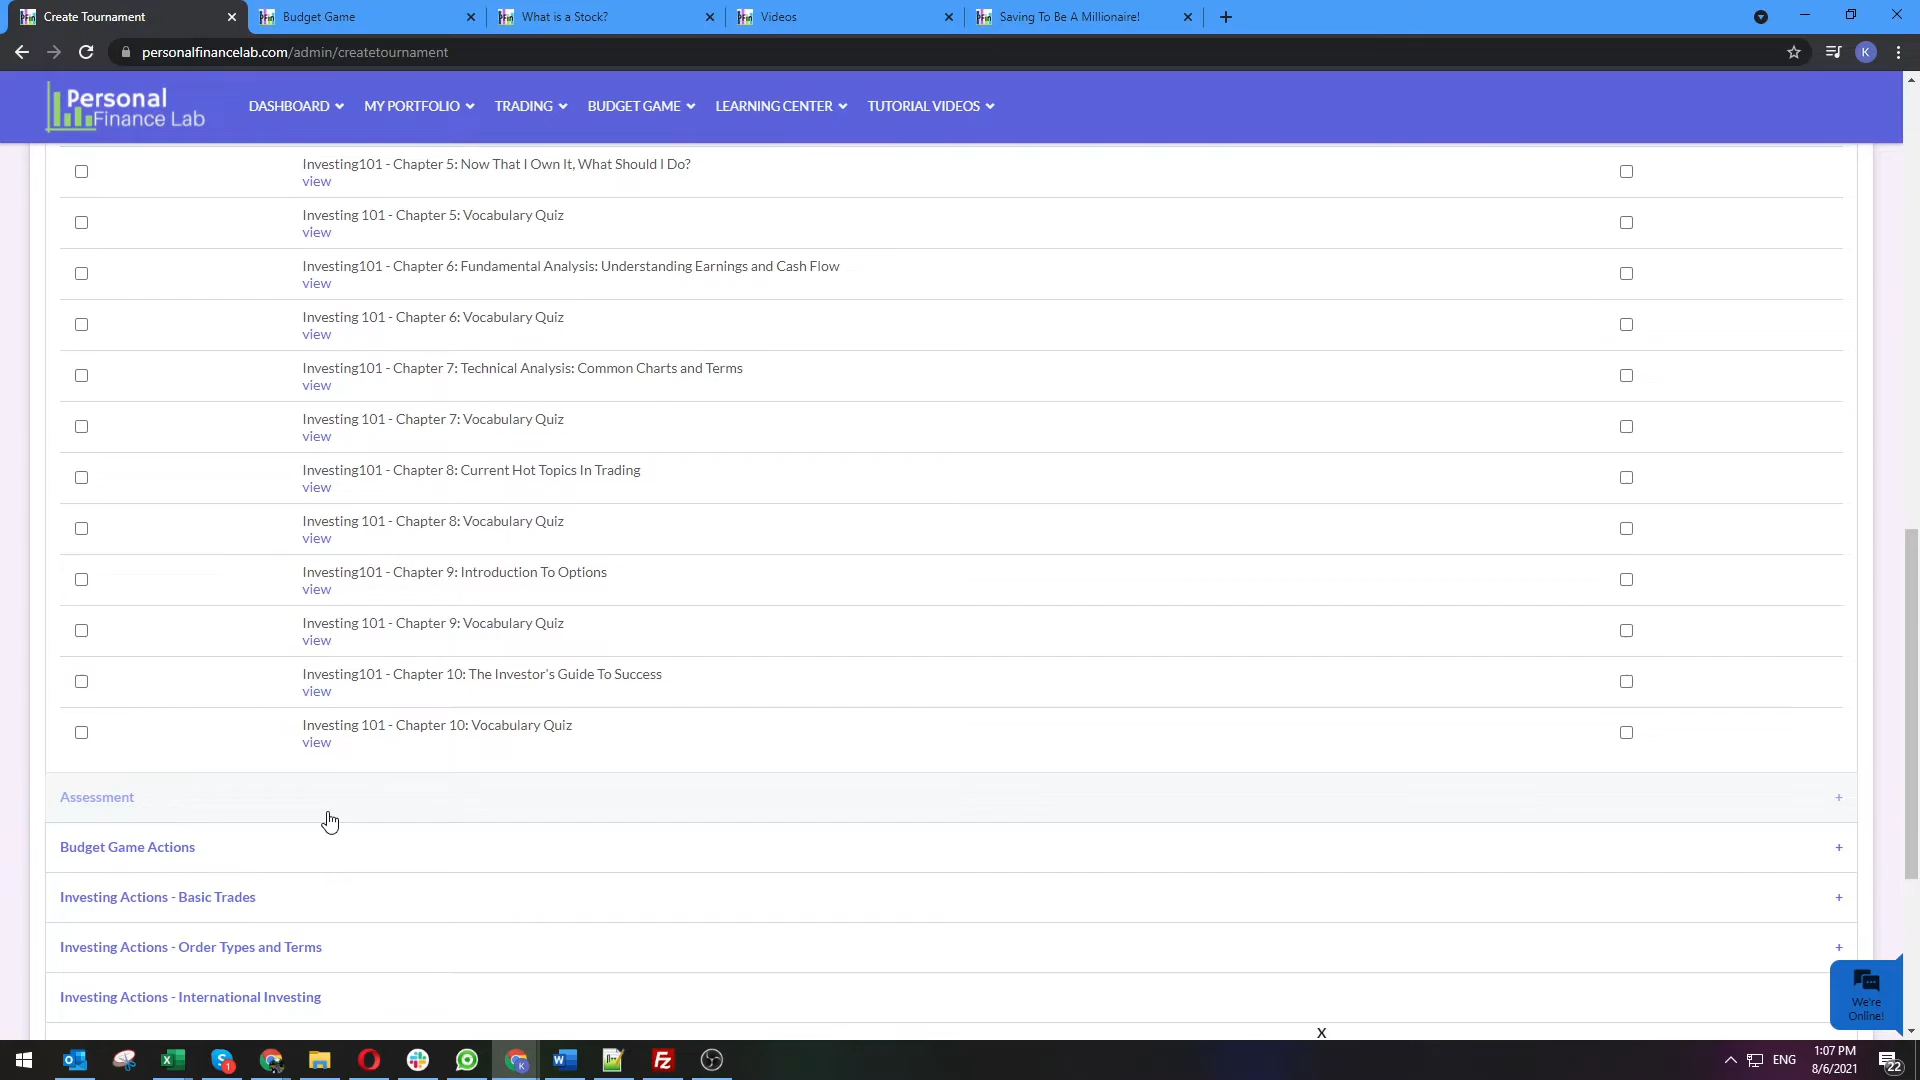 Create Tournament
Budget Game
What is a Stock?
Videos
Saving To Be A Millionaire!
personalfinancelab.com/admin/createtournament
K
Personal
Finance Lab
DASHBOARD
MY PORTFOLIO
TRADING
BUDGET GAME
LEARNING CENTER
TUTORIAL VIDEOS
Investing101 - Chapter 5: Now That I Own It, What Should I Do?
view
Investing 101 - Chapter 5: Vocabulary Quiz
view
Investing101 - Chapter 6: Fundamental Analysis: Understanding Earnings and Cash Flow
view
Investing 101 - Chapter 6: Vocabulary Quiz
view
Investing101 - Chapter 7: Technical Analysis: Common Charts and Terms
view
Investing 101 - Chapter 7: Vocabulary Quiz
view
Investing101 - Chapter 8: Current Hot Topics In Trading
view
Investing 101 - Chapter 8: Vocabulary Quiz
view
Investing101 - Chapter 9: Introduction To Options
view
Investing 101 - Chapter 9: Vocabulary Quiz
view
Investing101 - Chapter 10: The Investor's Guide To Success
view
Investing 101 - Chapter 10: Vocabulary Quiz
view
Assessment +
Budget Game Actions +
Investing Actions - Basic Trades +
Investing Actions - Order Types and Terms +
Investing Actions - International Investing
We're
Online!
X
ENG
1:07 PM
8/6/2021
22